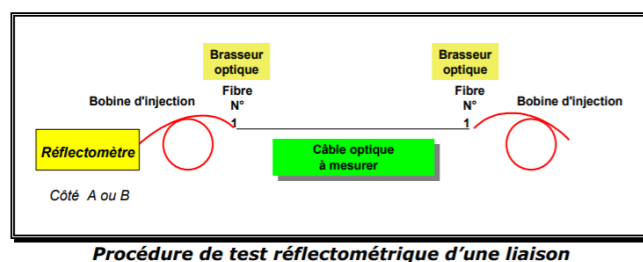 Brasseur
optique
Brasseur
optique
Fibre
N°
1
Fibre
N°
1
Bobine d'injection
Bobine d'injection
Réflectomètre
Câble optique
à mesurer
Côté A ou B
Procédure de test réflectométrique d'une liaison